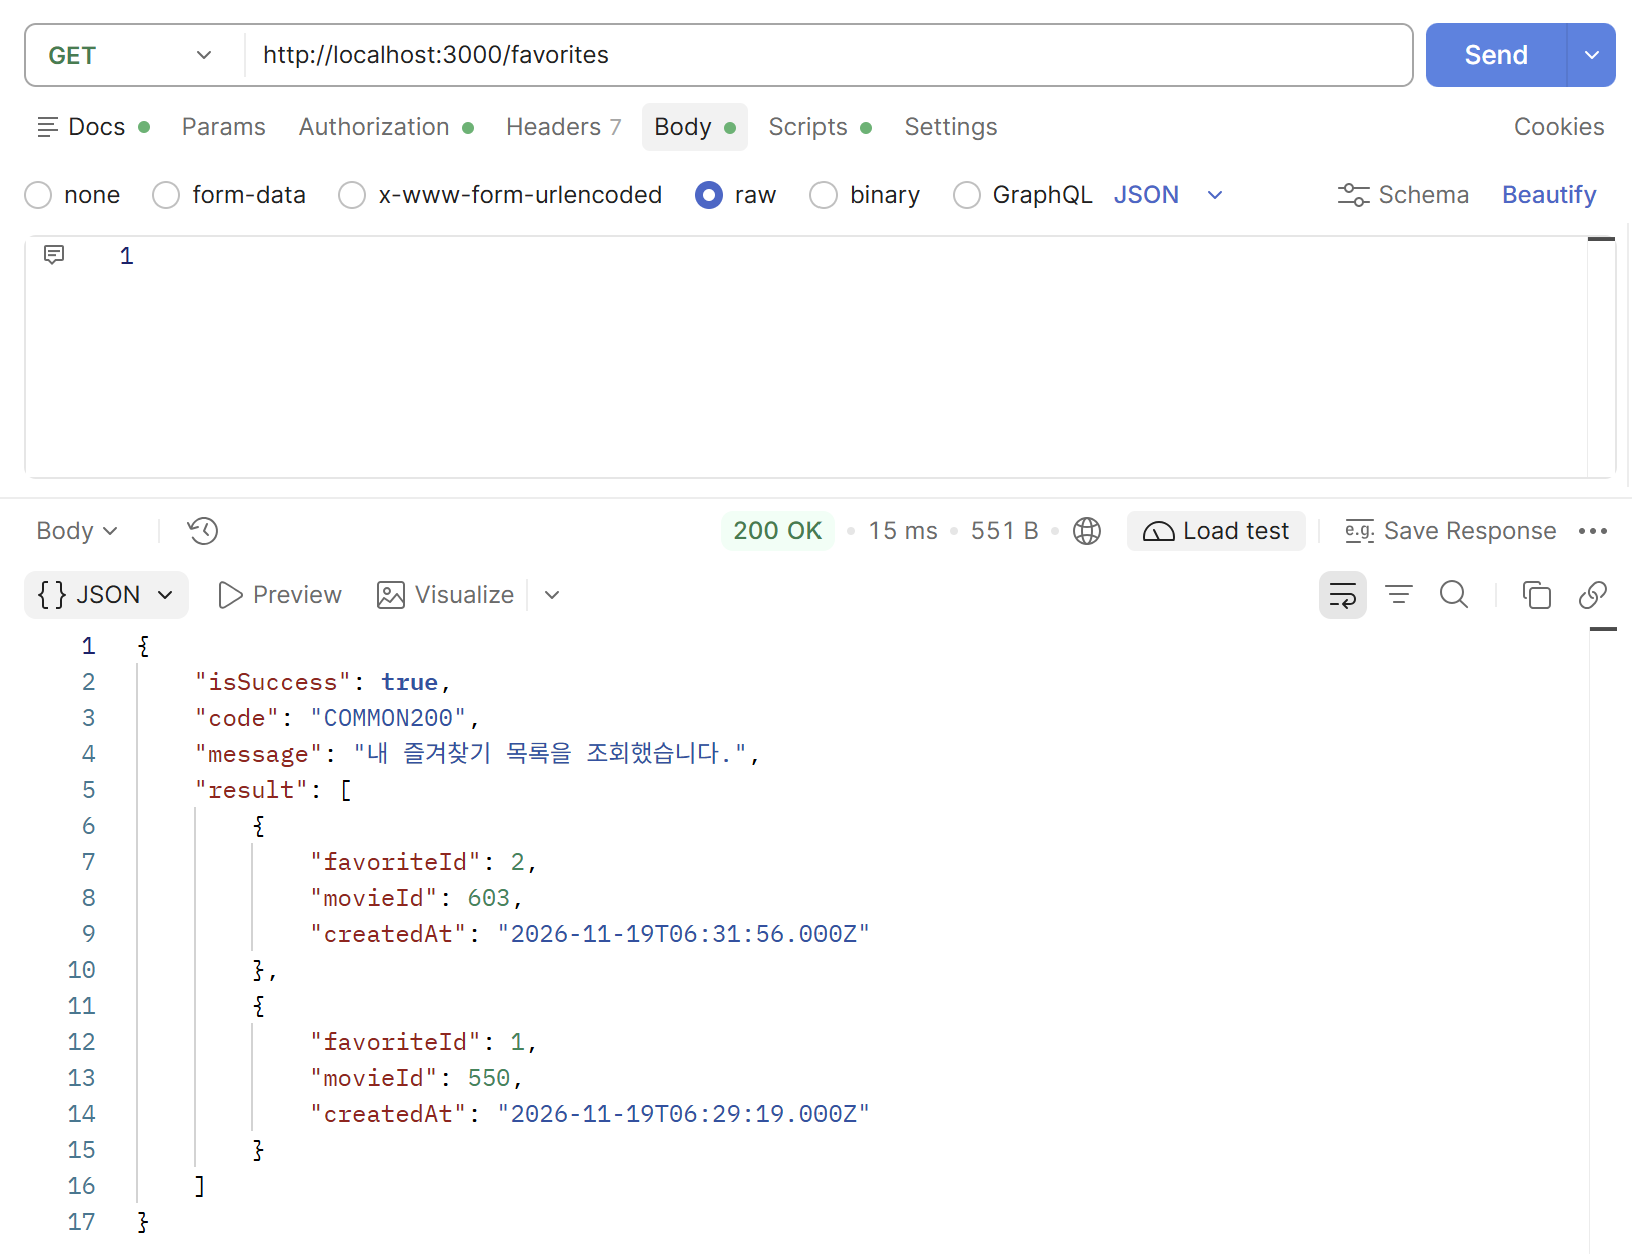 GET http://localhost:3000/favorites Send
Docs Params Authorization Headers 7 Body Scripts Settings Cookies
none form-data x-www-form-urlencoded raw binary GraphQL JSON Schema Beautify
1
Body 200 OK 15 ms 551 B Load test e.g. Save Response
{} JSON Preview Visualize
1 {
2 "isSuccess": true,
3 "code": "COMMON200",
4 "message": "내 즐겨찾기 목록을 조회했습니다.",
5 "result": [
6 {
7 "favoriteId": 2,
8 "movieId": 603,
9 "createdAt": "2026-11-19T06:31:56.000Z"
10 },
11 {
12 "favoriteId": 1,
13 "movieId": 550,
14 "createdAt": "2026-11-19T06:29:19.000Z"
15 }
16 ]
17 }